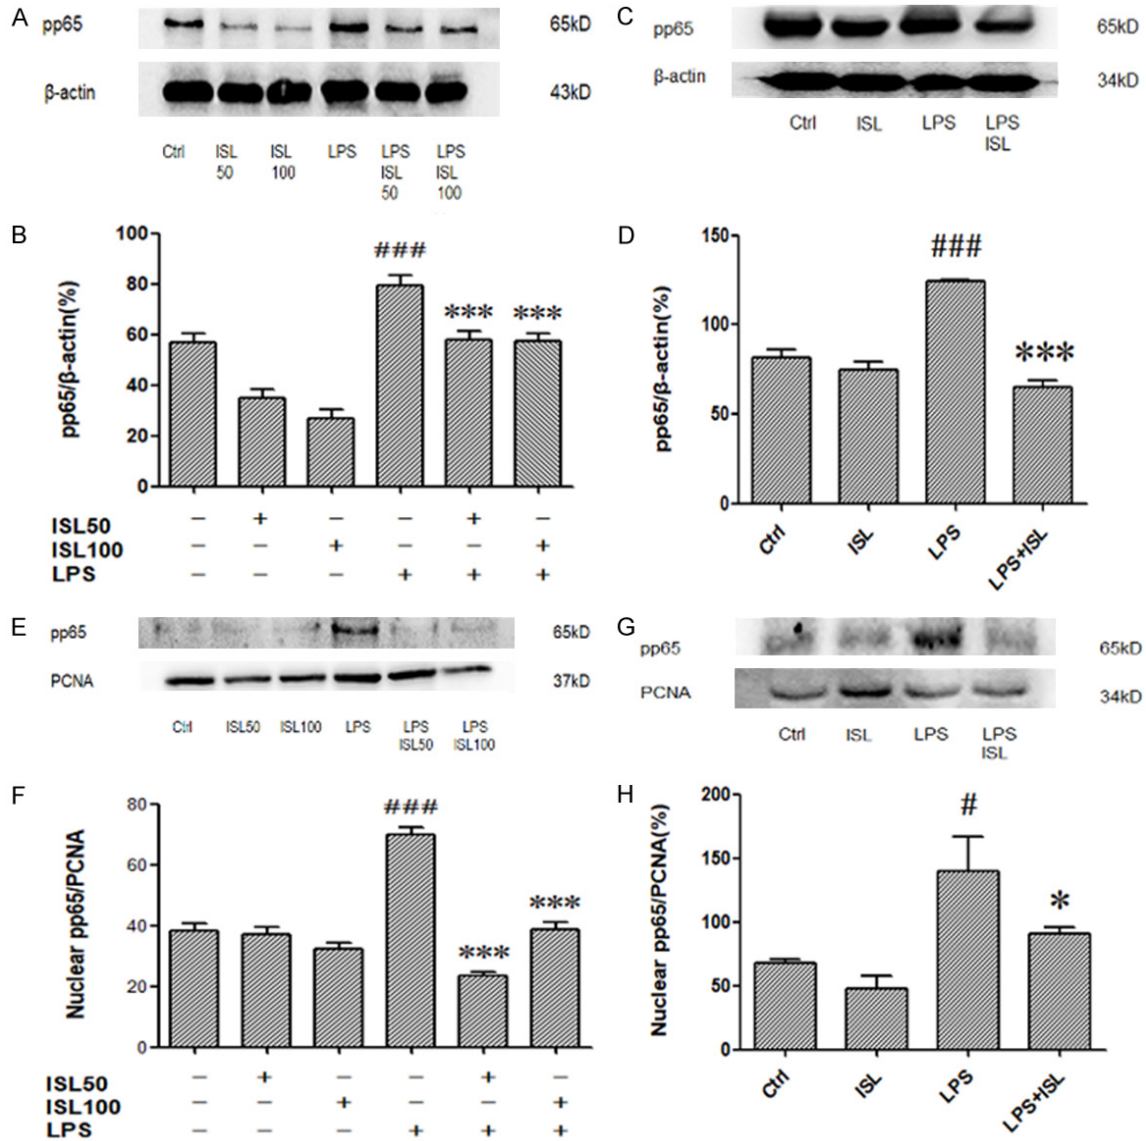 A
pp65 65kD
β-actin 43kD
Ctrl ISL 50 ISL 100 LPS LPS ISL 50 LPS ISL 100
B
pp65/β-actin(%)
100
80
60
40
20
0
###
*** ***
ISL50 − + − − + −
ISL100 − − + − − +
LPS − − − + + +
C
pp65 65kD
β-actin 34kD
Ctrl ISL LPS LPS ISL
D
pp65/β-actin(%)
150
100
50
0
###
***
Ctrl ISL LPS LPS+ISL
E
pp65 65kD
PCNA 37kD
Ctrl ISL50 ISL100 LPS LPS ISL50 LPS ISL100
F
Nuclear pp65/PCNA
80
60
40
20
0
###
***
***
ISL50 − + − − + −
ISL100 − − + − − +
LPS − − − + + +
G
pp65 65kD
PCNA 34kD
Ctrl ISL LPS LPS ISL
H
Nuclear pp65/PCNA(%)
200
150
100
50
0
#
*
Ctrl ISL LPS LPS+ISL